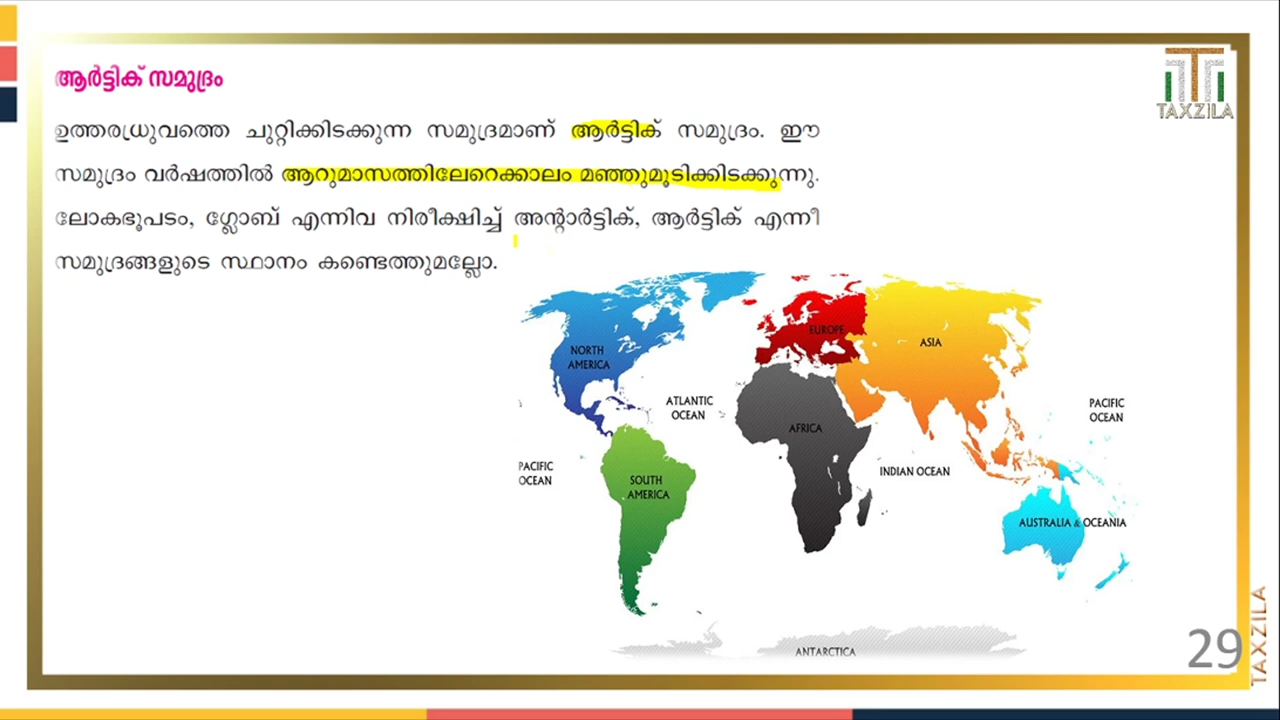 ആർട്ടിക് സമുദ്രം
TAXZILA
ഉത്തരധ്രുവത്തെ ചുറ്റിക്കിടക്കുന്ന സമുദ്രമാണ് ആർട്ടിക് സമുദ്രം. ഈ
സമുദ്രം വർഷത്തിൽ ആറുമാസത്തിലേറെക്കാലം മഞ്ഞുമൂടിക്കിടക്കുന്നു.
ലോകഭൂപടം, ഗ്ലോബ് എന്നിവ നിരീക്ഷിച്ച് അന്റാർട്ടിക്, ആർട്ടിക് എന്നീ
സമുദ്രങ്ങളുടെ സ്ഥാനം കണ്ടെത്തുമല്ലോ.
EUROPE
ASIA
NORTH
AMERICA
ATLANTIC
OCEAN
PACIFIC
OCEAN
AFRICA
PACIFIC
OCEAN
INDIAN OCEAN
SOUTH
AMERICA
AUSTRALIA & OCEANIA
ANTARCTICA
29
TAXZILA